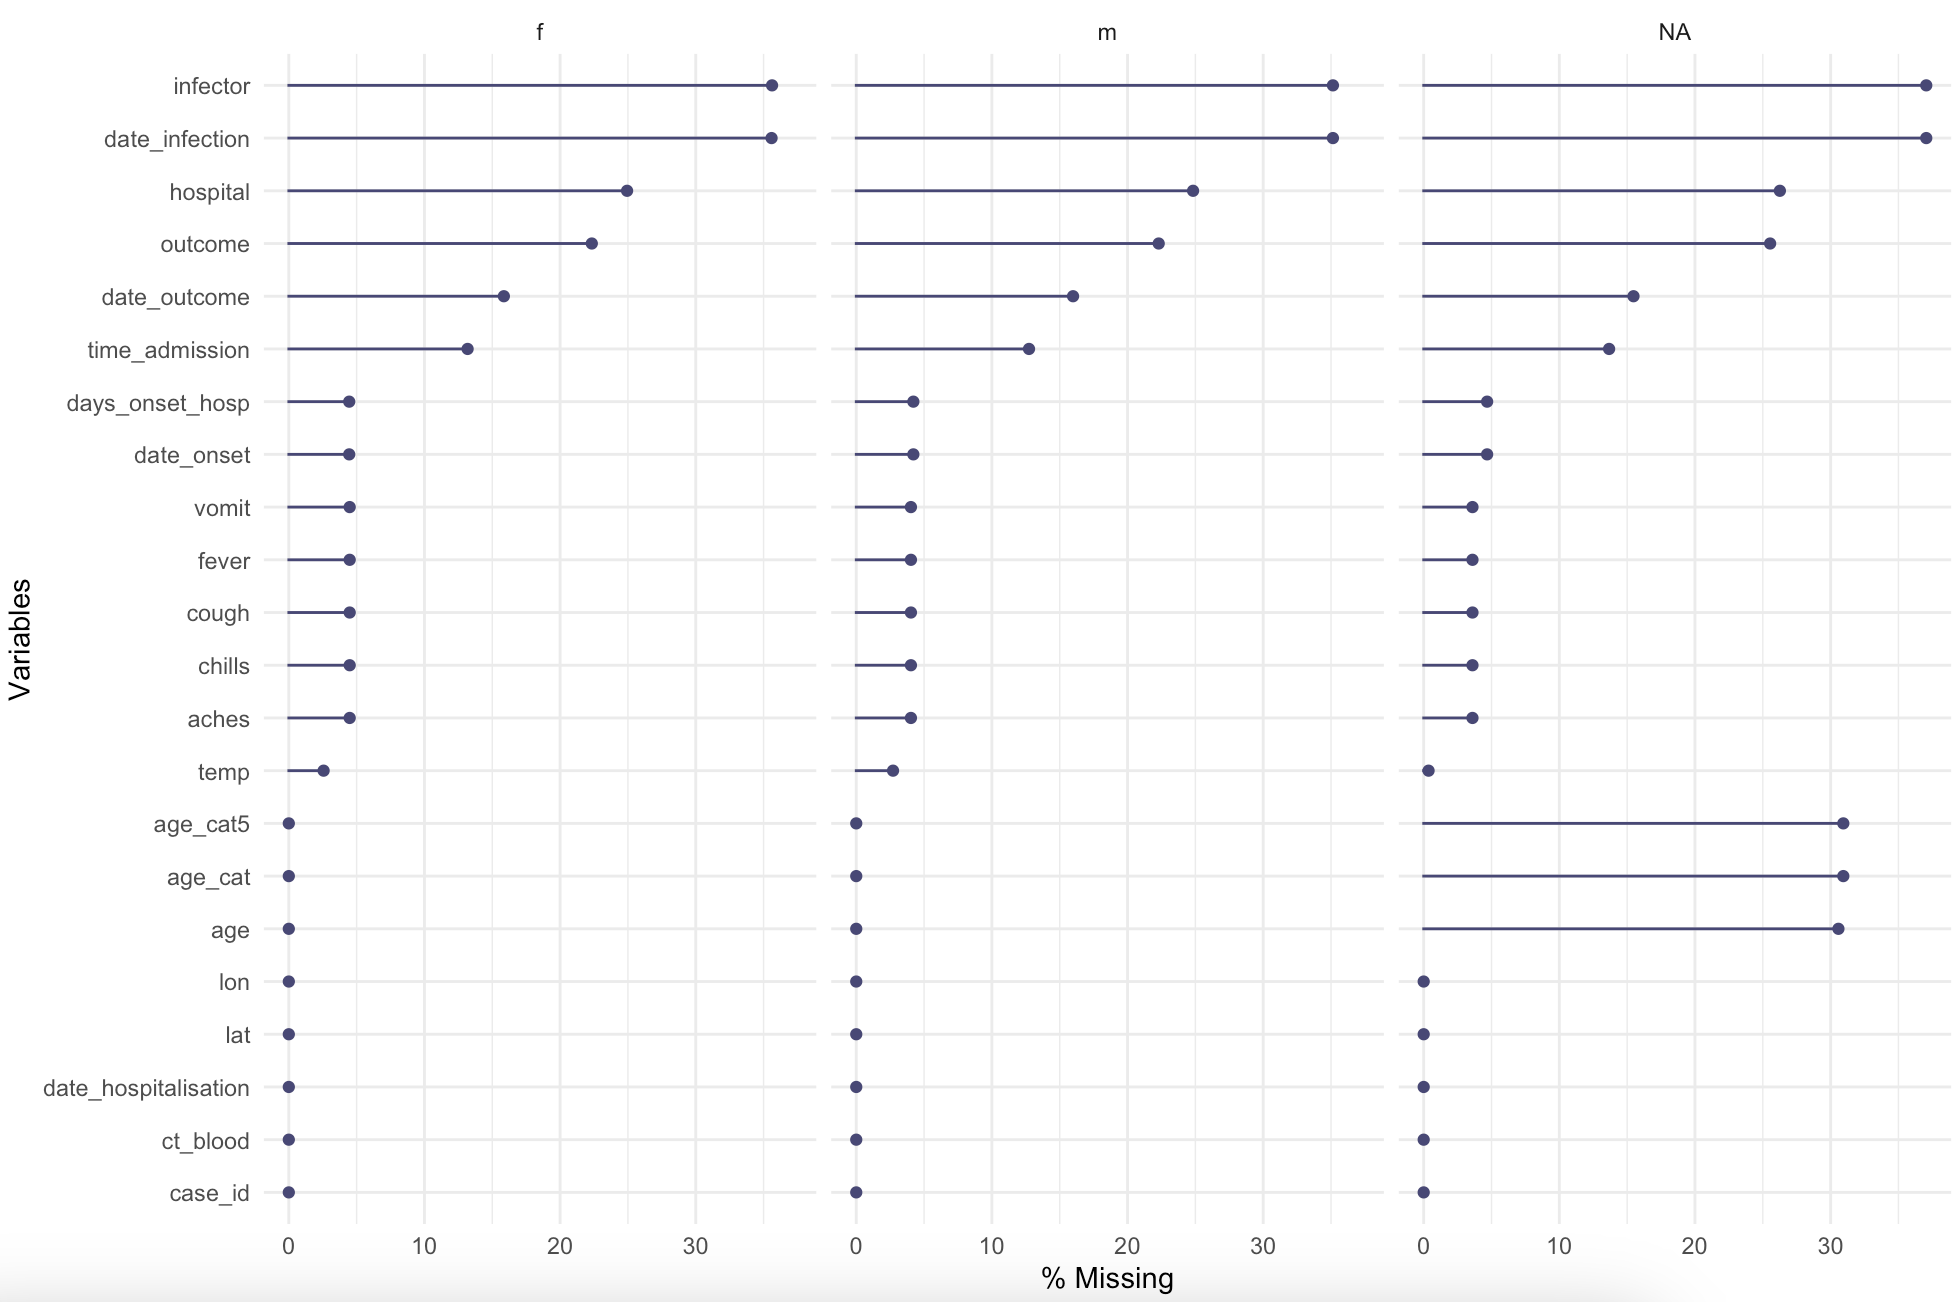 f m NA
infector
date_infection
hospital
outcome
date_outcome
time_admission
days_onset_hosp
date_onset
vomit
fever
cough
chills
aches
temp
age_cat5
age_cat
age
lon
lat
date_hospitalisation
ct_blood
case_id
Variables
0 10 20 30 0 10 20 30 0 10 20 30
% Missing